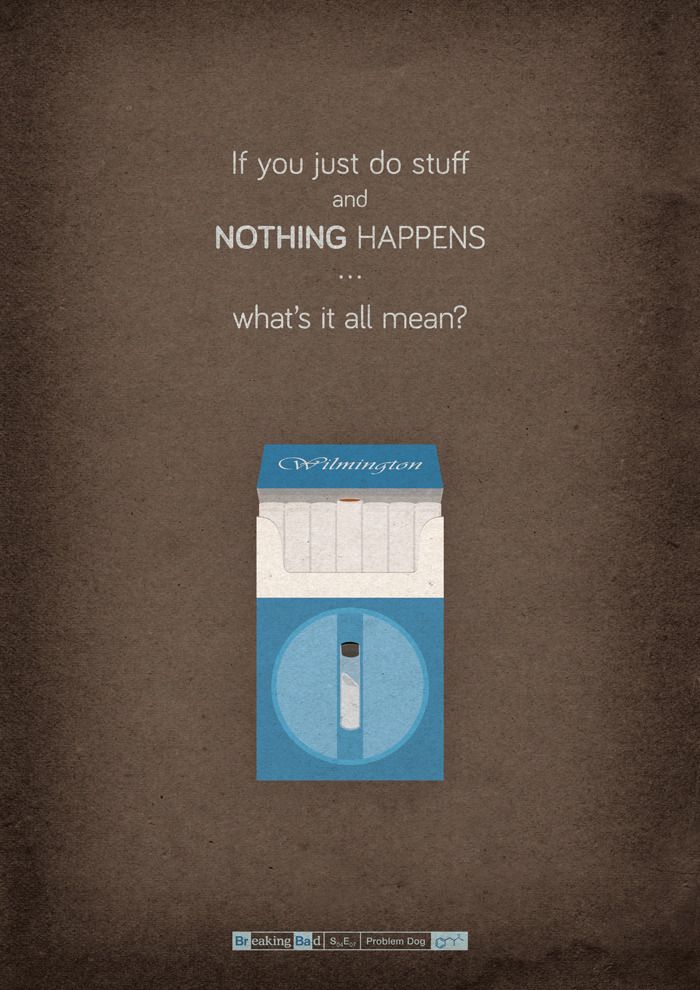 If you just do stuff
and
NOTHING HAPPENS
...
what's it all mean?
Wilmington
Breaking Bad S04E07 Problem Dog